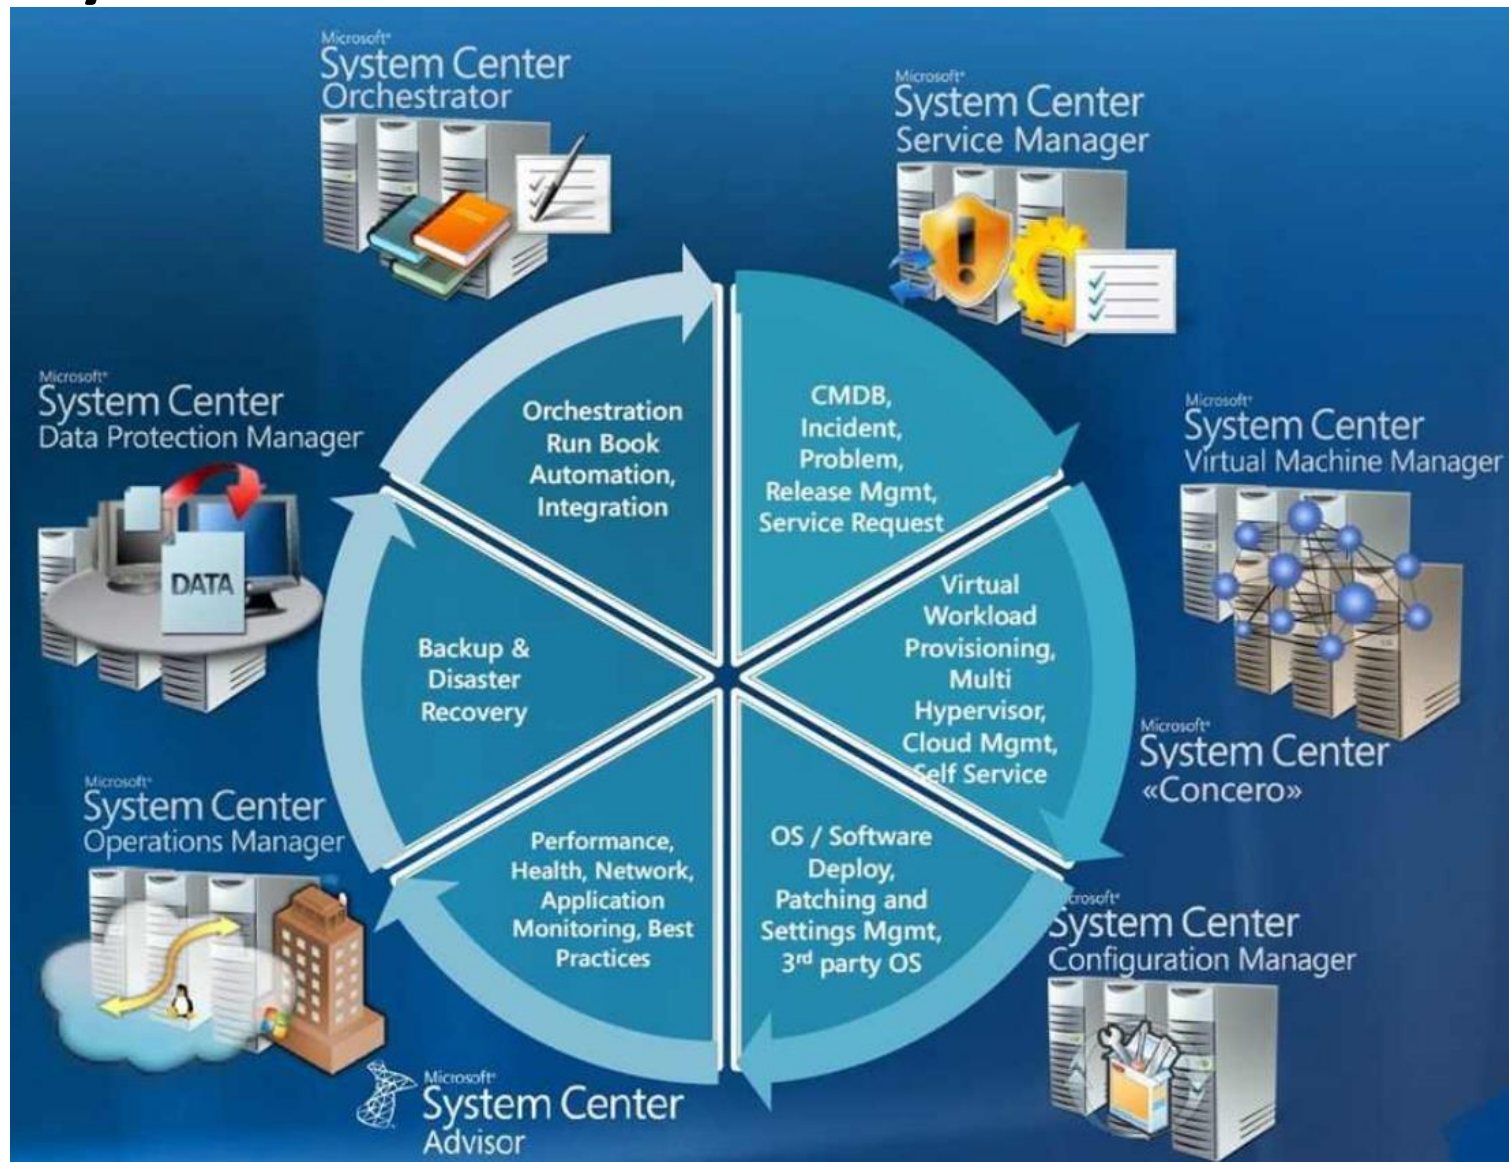 Microsoft®
System Center
Orchestrator
Microsoft®
System Center
Service Manager
Microsoft®
System Center
Data Protection Manager
DATA
Microsoft®
System Center
Virtual Machine Manager
Microsoft®
System Center
«Concero»
Microsoft®
System Center
Operations Manager
crosoft®
System Center
Configuration Manager
Microsoft®
System Center
Advisor
Orchestration
Run Book
Automation,
Integration
CMDB,
Incident,
Problem,
Release Mgmt,
Service Request
Virtual
Workload
Provisioning,
Multi
Hypervisor,
Cloud Mgmt,
Self Service
Backup &
Disaster
Recovery
Performance,
Health, Network,
Application
Monitoring, Best
Practices
OS / Software
Deploy,
Patching and
Settings Mgmt,
3rd party OS